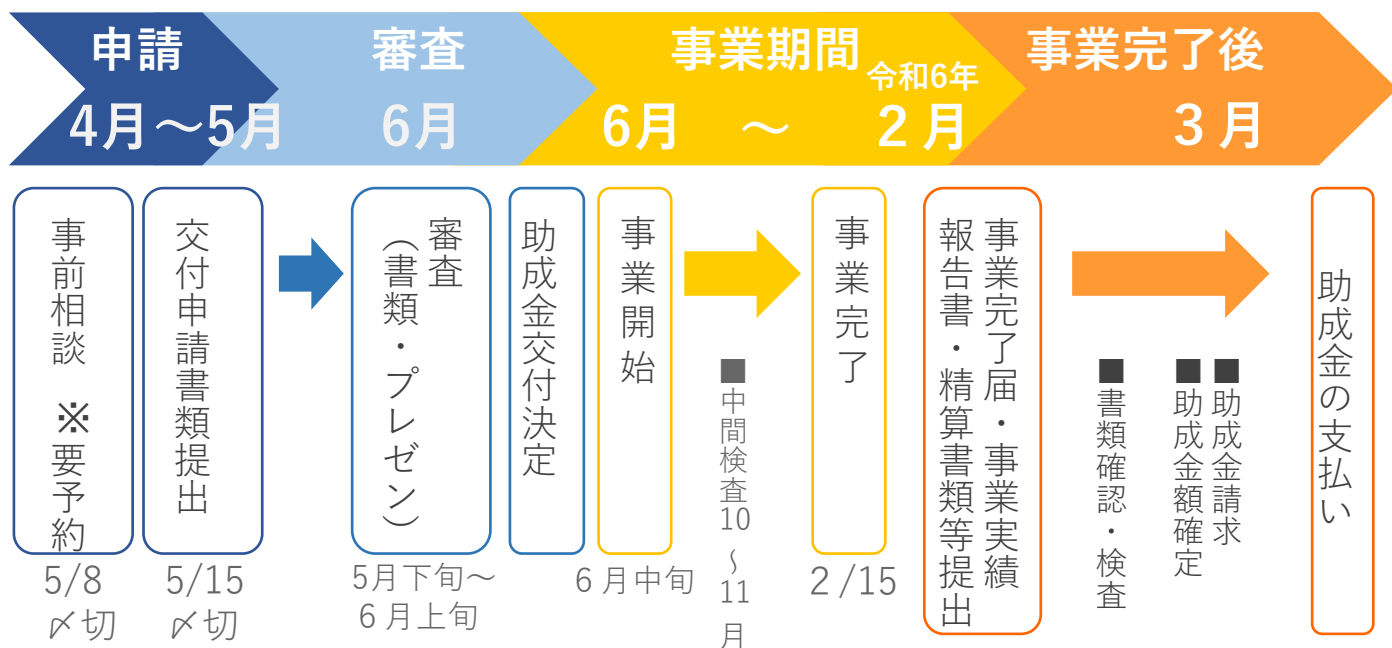 申請
4月～5月
審査
6月
事業期間
6月 ～ 令和6年 2月
事業完了後
3月
事前相談 ※要予約
5/8
〆切
交付申請書類提出
5/15
〆切
審査
（書類・プレゼン）
5月下旬～
6月上旬
助成金交付決定
事業開始
6月中旬
■中間検査10～11月
事業完了
2/15
事業完了届・事業実績
報告書・精算書類等提出
■書類確認・検査
■助成金額確定
■助成金請求
助成金の支払い